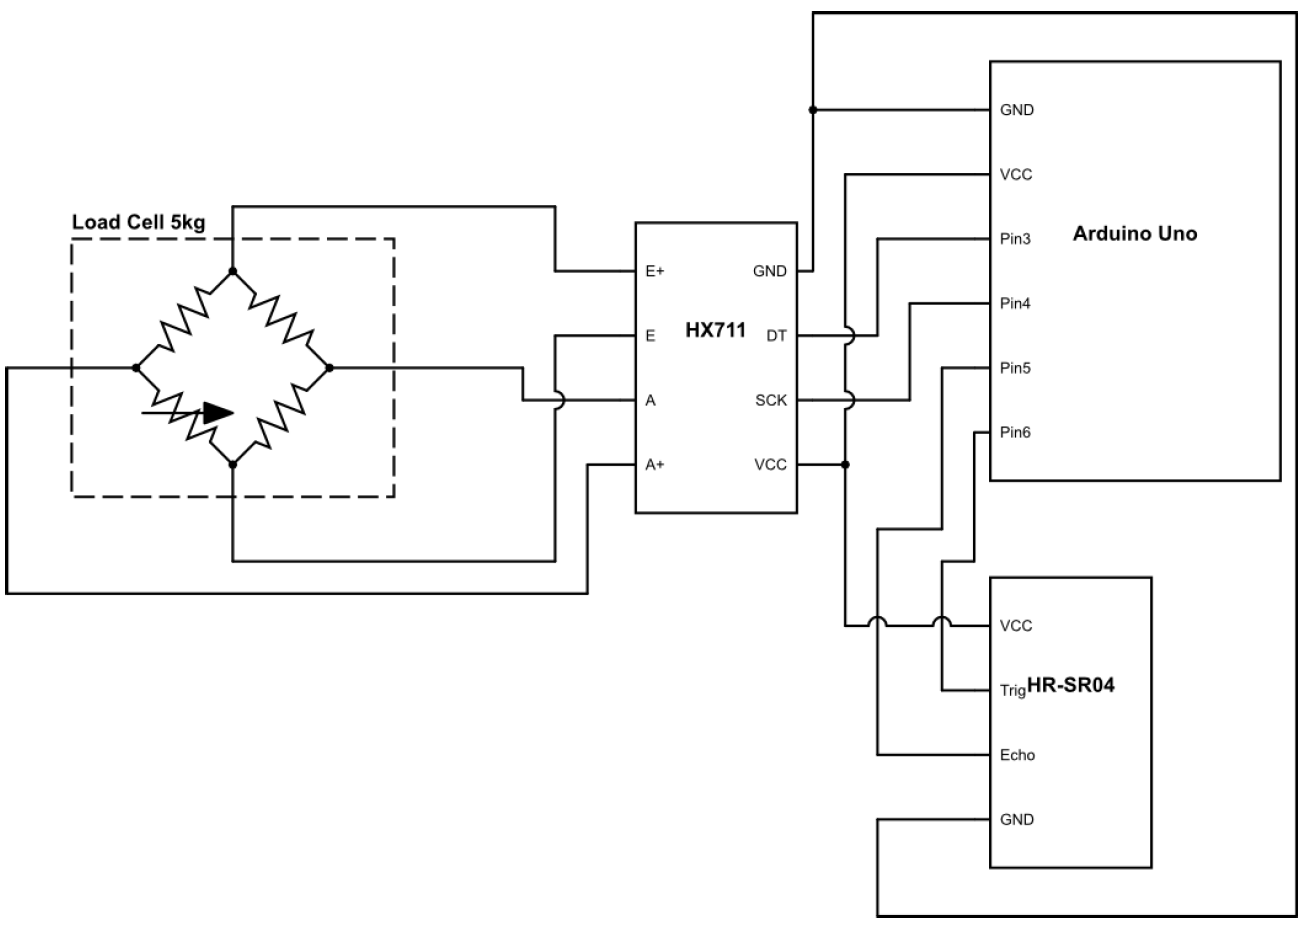 Load Cell 5kg
HX711
E+
E
A
A+
GND
DT
SCK
VCC
Arduino Uno
GND
VCC
Pin3
Pin4
Pin5
Pin6
HR-SR04
VCC
Trig
Echo
GND